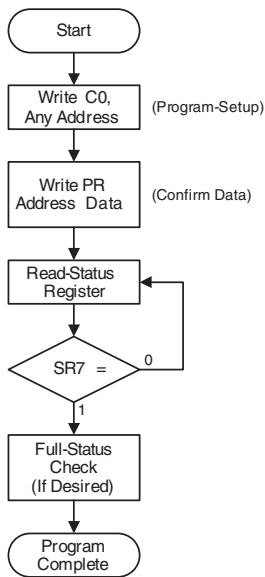 Start
Write C0,
Any Address
(Program-Setup)
Write PR
Address Data
(Confirm Data)
Read-Status
Register
SR7 =
0
1
Full-Status
Check
(If Desired)
Program
Complete